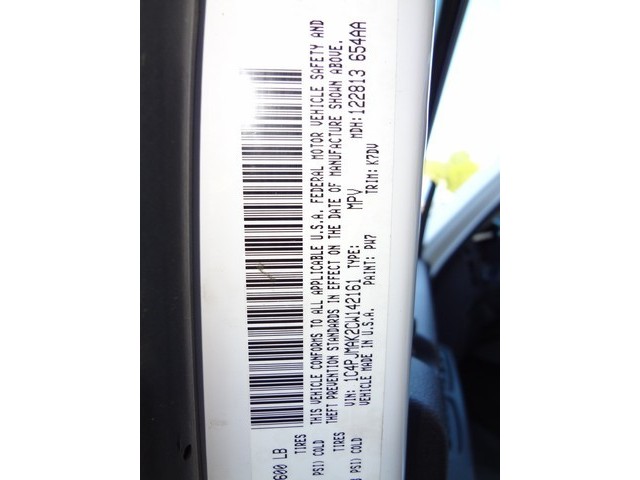 600 LB
TIRES
PSI) COLD
TIRES
PSI) COLD
THIS VEHICLE CONFORMS TO ALL APPLICABLE U.S.A. FEDERAL MOTOR VEHICLE SAFETY AND
THEFT PREVENTION STANDARDS IN EFFECT ON THE DATE OF MANUFACTURE SHOWN ABOVE.
VIN: 1C4PJMAK2CW142161 TYPE: MPV MDH:122813 654AA
VEHICLE MADE IN U.S.A. PAINT: PW7 TRIM: K7DV